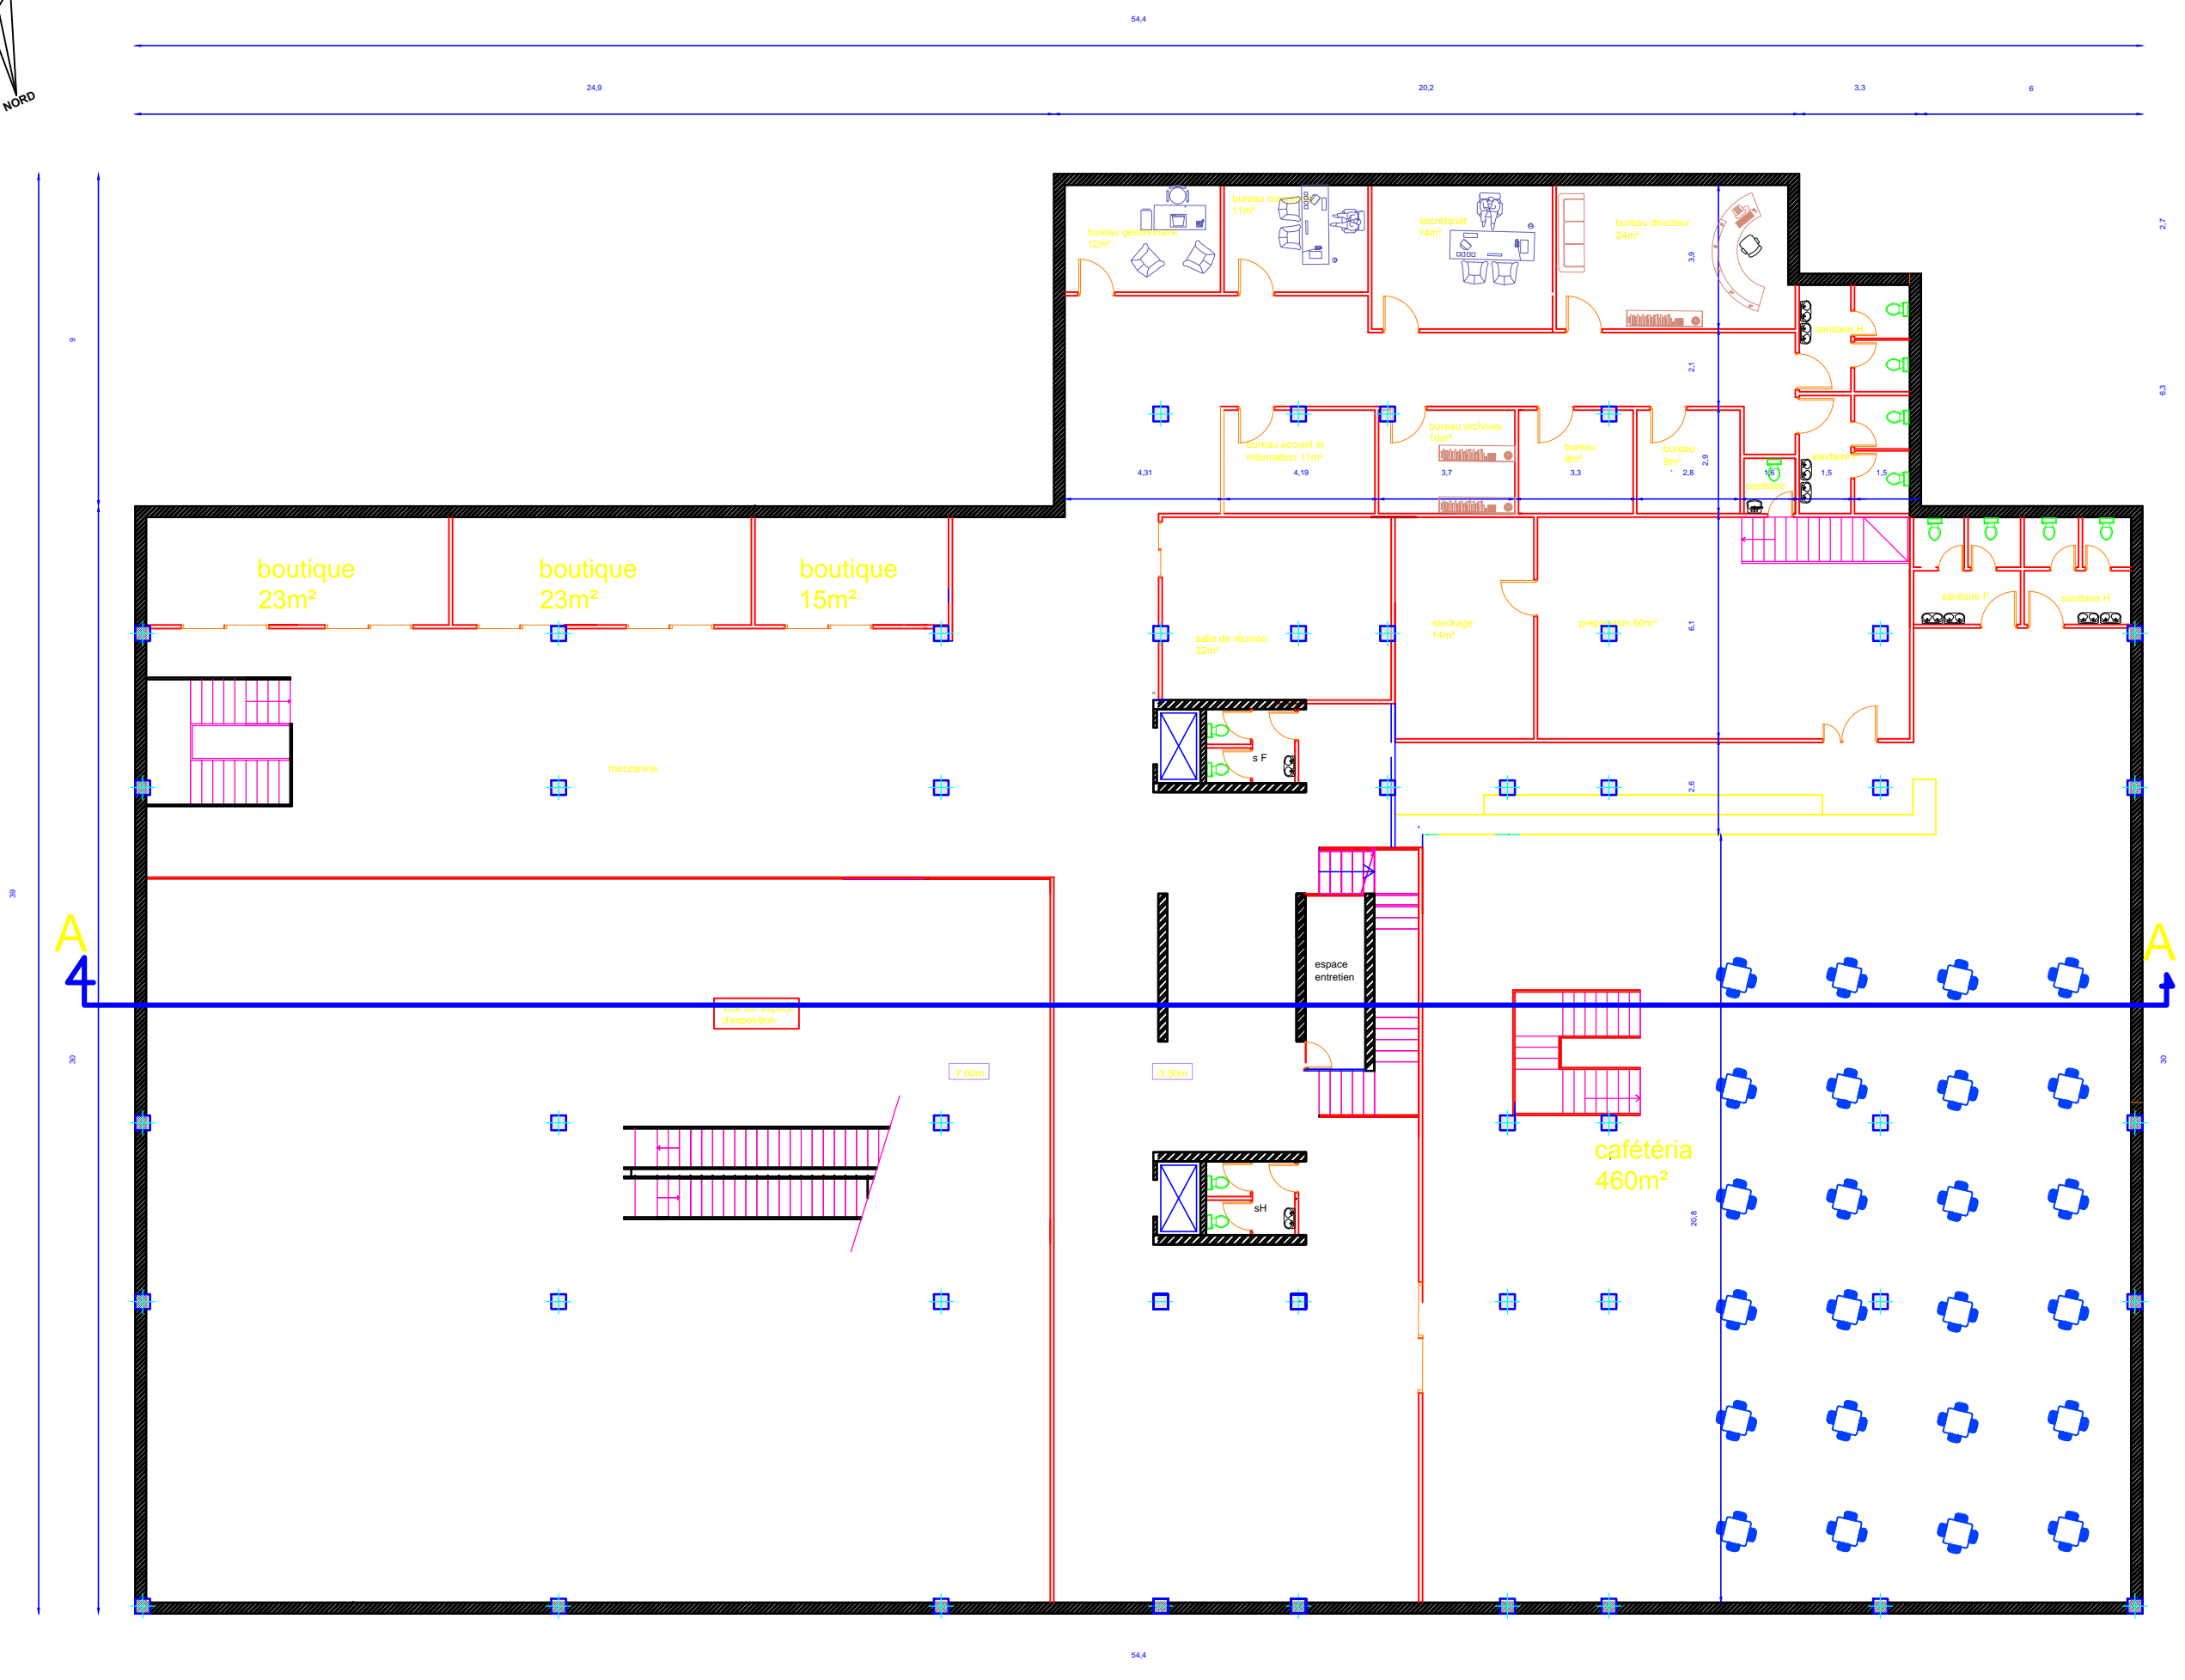 54,4
24,9
20,2
3,3
6
NORD
2,7
bureau
11m²
secrétariat
14m²
bureau directeur
24m²
bureau gestionnaire
12m²
3,9
sanitaire H
9
2,1
6,3
bureau archives
10m²
bureau accueil et
information 11m²
bureau
8m²
bureau
2,9
sanitaire
4,31
4,19
3,7
3,3
2,8
1,6
1,5
1,5
sanitaire
boutique
23m²
boutique
23m²
boutique
15m²
sanitaire F
sanitaire H
stockage
14m²
préparation 60m²
6,1
salle de réunion
32m²
mezzanine
s F
2,6
39
A
A
espace
entretien
d'exposition
30
-7,00m
-3,50m
30
cafétéria
460m²
sH
20,8
54,4